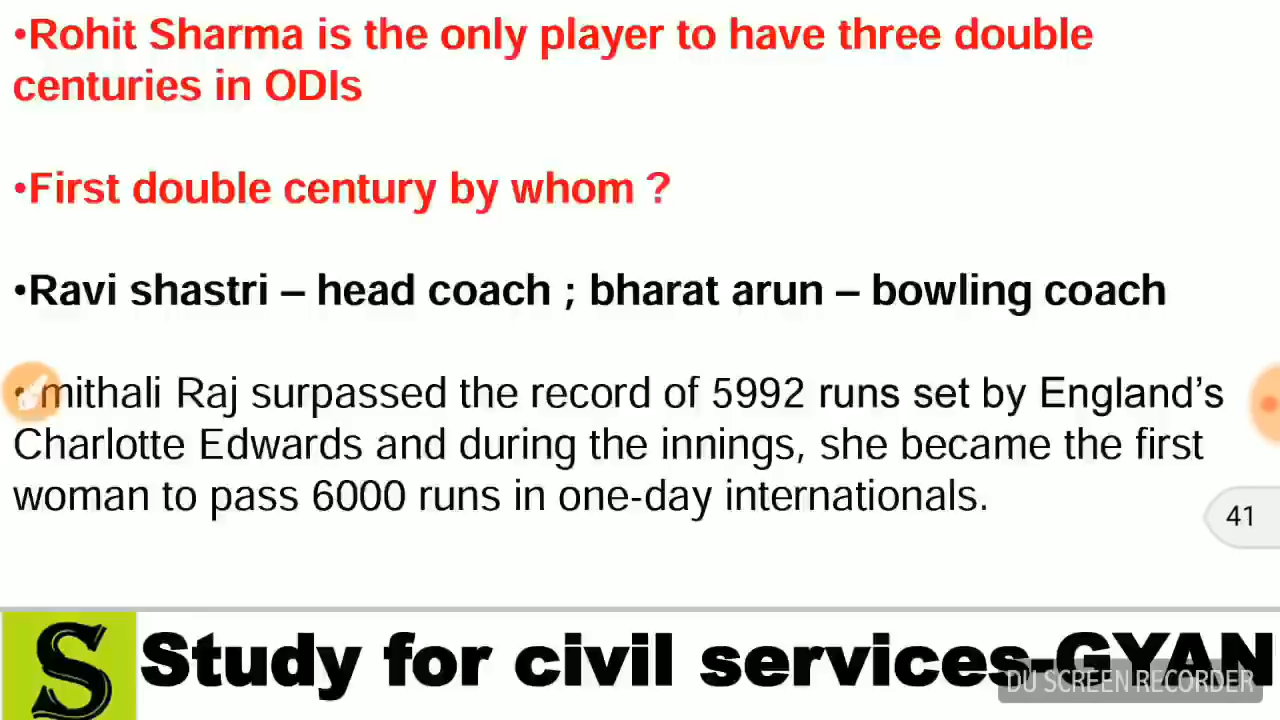 •Rohit Sharma is the only player to have three double
centuries in ODIs
•First double century by whom ?
•Ravi shastri – head coach ; bharat arun – bowling coach
• mithali Raj surpassed the record of 5992 runs set by England’s
Charlotte Edwards and during the innings, she became the first
woman to pass 6000 runs in one-day internationals.
41
S Study for civil services-GYAN
DU SCREEN RECORDER